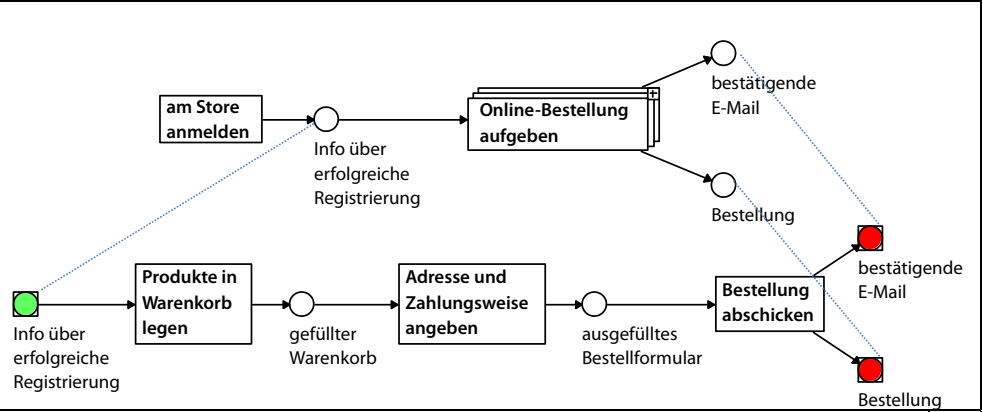 am Store
anmelden
Info über
erfolgreiche
Registrierung
Online-Bestellung
aufgeben
+
bestätigende
E-Mail
Bestellung
Info über
erfolgreiche
Registrierung
Produkte in
Warenkorb
legen
gefüllter
Warenkorb
Adresse und
Zahlungsweise
angeben
ausgefülltes
Bestellformular
Bestellung
abschicken
bestätigende
E-Mail
Bestellung